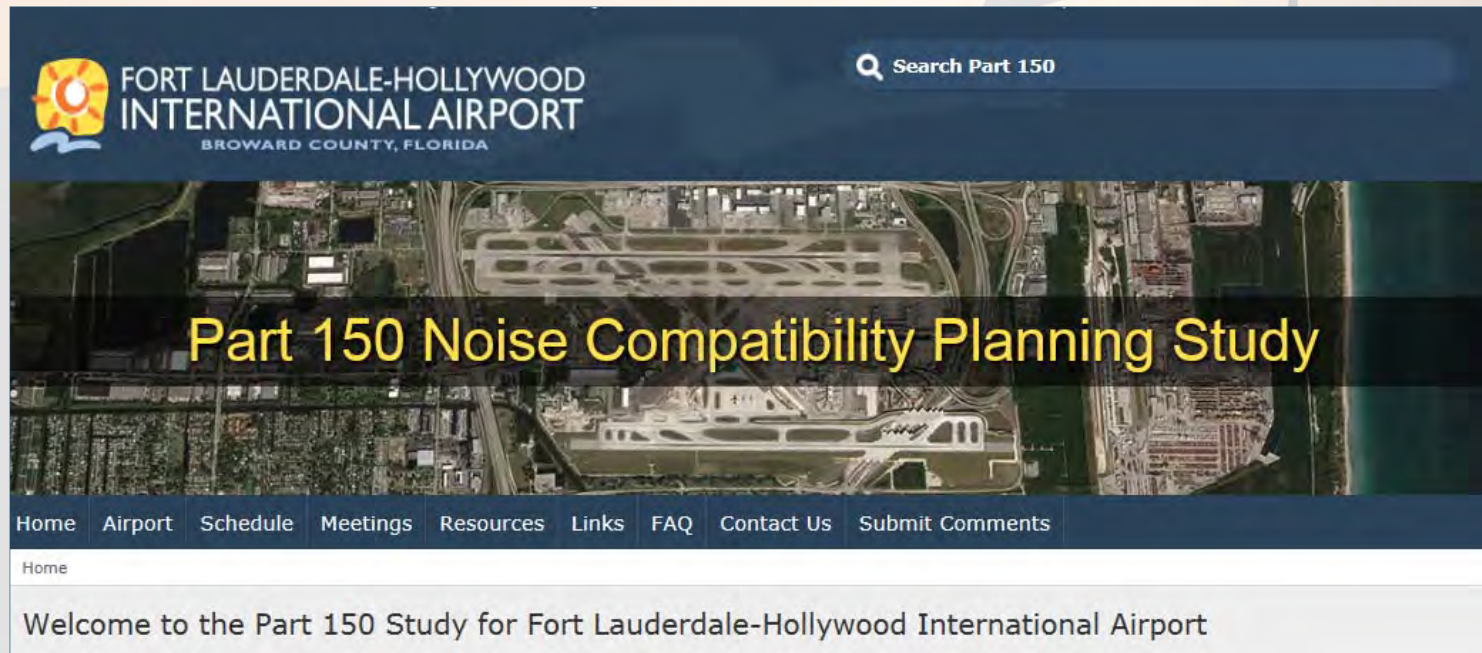 FORT LAUDERDALE-HOLLYWOOD
INTERNATIONAL AIRPORT
BROWARD COUNTY, FLORIDA
Search Part 150
Part 150 Noise Compatibility Planning Study
Home Airport Schedule Meetings Resources Links FAQ Contact Us Submit Comments
Home
Welcome to the Part 150 Study for Fort Lauderdale-Hollywood International Airport